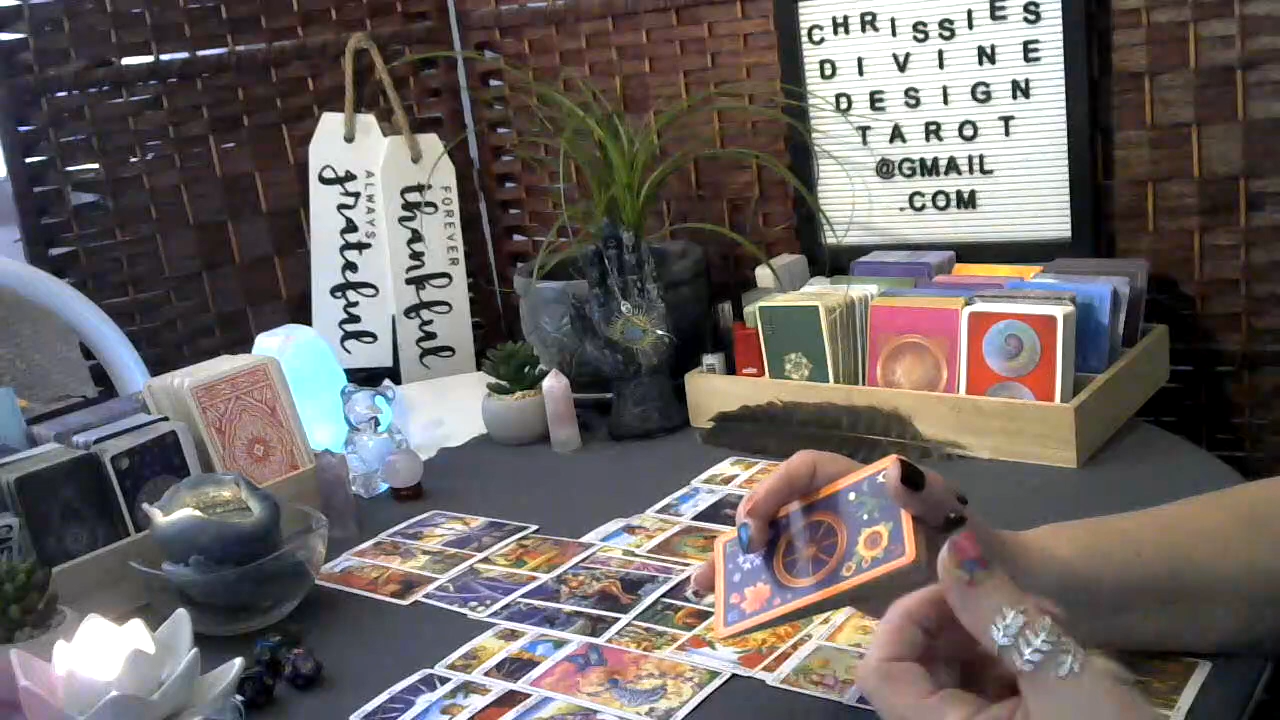 CHRISSIES
DIVINE
DESIGN
TAROT
@GMAIL
.COM
ALWAYS
grateful
FOREVER
thankful